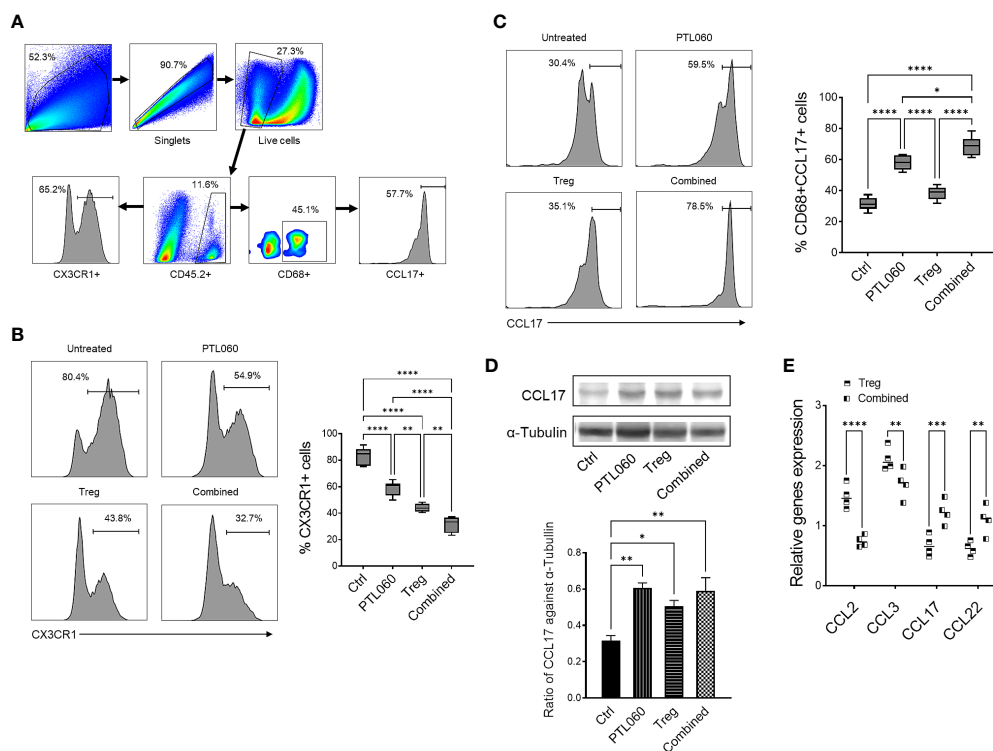 A
52.3%
90.7%
27.3%
Singlets
Live cells
65.2%
11.6%
45.1%
57.7%
CX3CR1+
CD45.2+
CD68+
CCL17+
B
Untreated
PTL060
80.4%
54.9%
Treg
Combined
43.8%
32.7%
CX3CR1
% CX3CR1+ cells
100
80
60
40
20
0
****
****
****
**** ** **
Ctrl
PTL060
Treg
Combined
C
Untreated
PTL060
30.4%
59.5%
Treg
Combined
35.1%
78.5%
CCL17
% CD68+CCL17+ cells
100
80
60
40
20
0
****
*
**** **** ****
Ctrl
PTL060
Treg
Combined
D
CCL17
α-Tubulin
Ctrl
PTL060
Treg
Combined
Ratio of CCL17 against α-Tubullin
0.8
0.6
0.4
0.2
0.0
**
*
**
Ctrl
PTL060
Treg
Combined
E
Treg
Combined
Relative genes expression
3
2
1
0
**** ** *** **
CCL2
CCL3
CCL17
CCL22